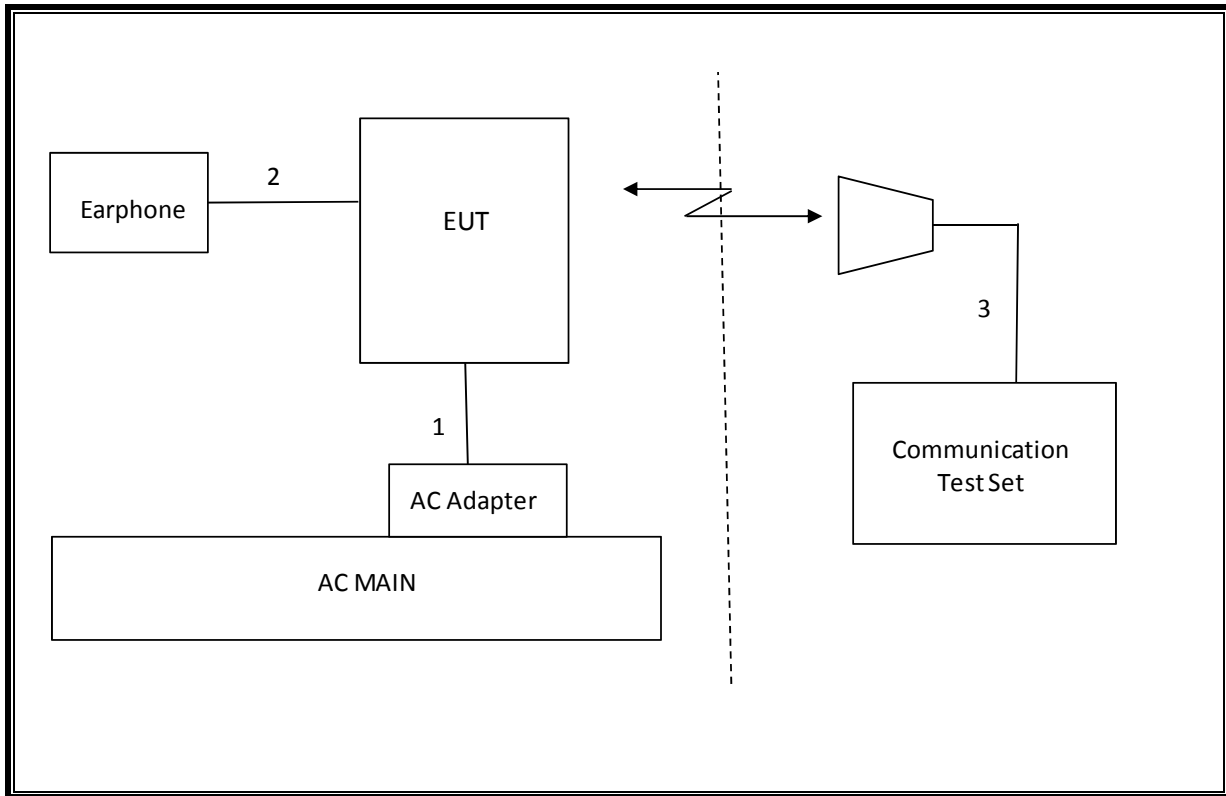 2
Earphone
EUT
3
1
Communication
Test Set
AC Adapter
AC MAIN